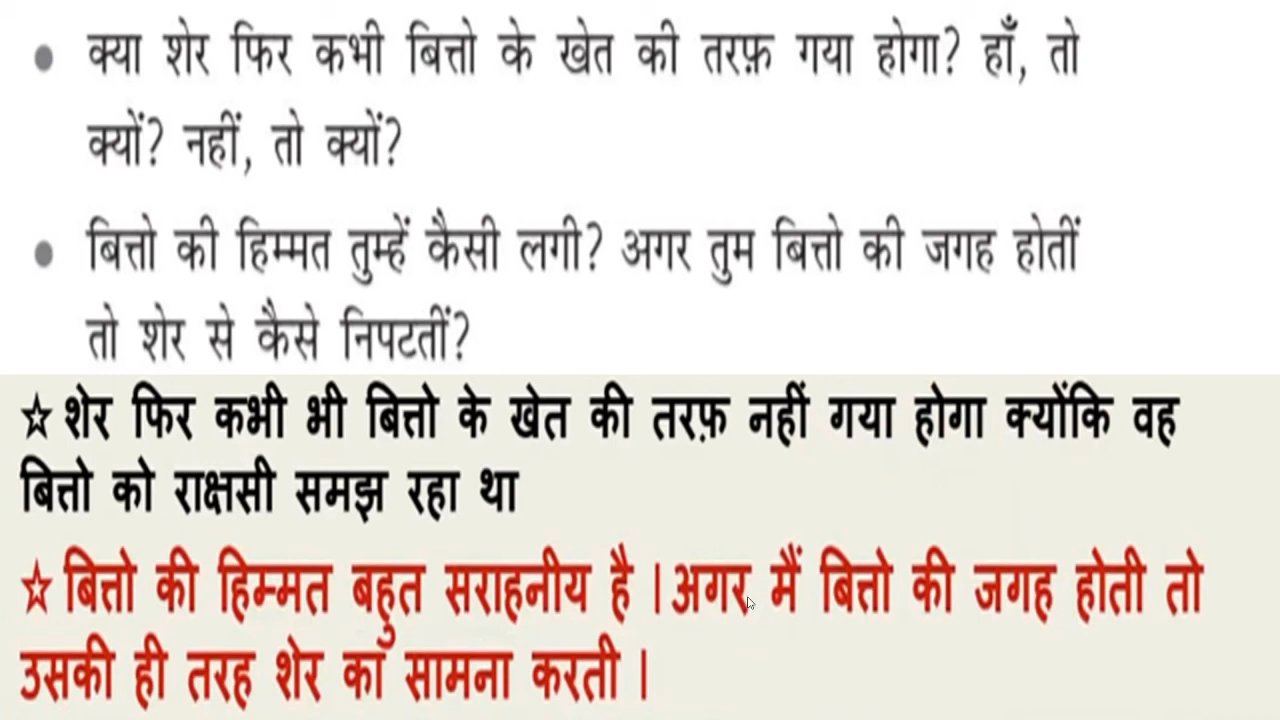 • क्या शेर फिर कभी बित्तो के खेत की तरफ़ गया होगा? हाँ, तो
क्यों? नहीं, तो क्यों?
• बित्तो की हिम्मत तुम्हें कैसी लगी? अगर तुम बित्तो की जगह होतीं
तो शेर से कैसे निपटतीं?
☆ शेर फिर कभी भी बित्तो के खेत की तरफ़ नहीं गया होगा क्योंकि वह
बित्तो को राक्षसी समझ रहा था
☆ बित्तो की हिम्मत बहुत सराहनीय है ।अगर मैं बित्तो की जगह होती तो
उसकी ही तरह शेर का सामना करती ।